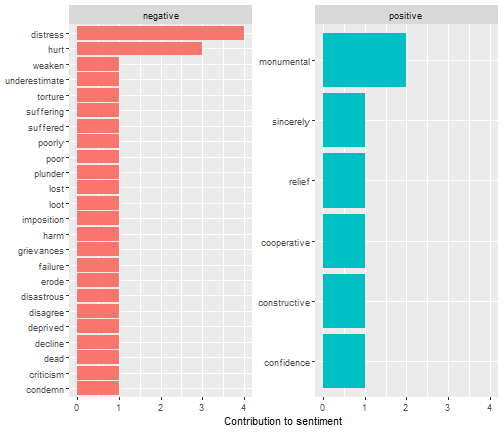 negative
distress
hurt
weaken
underestimate
torture
suffering
suffered
poorly
poor
plunder
lost
loot
imposition
harm
grievances
failure
erode
disastrous
disagree
deprived
decline
dead
criticism
condemn
0 1 2 3 4
positive
monumental
sincerely
relief
cooperative
constructive
confidence
0 1 2 3 4
Contribution to sentiment